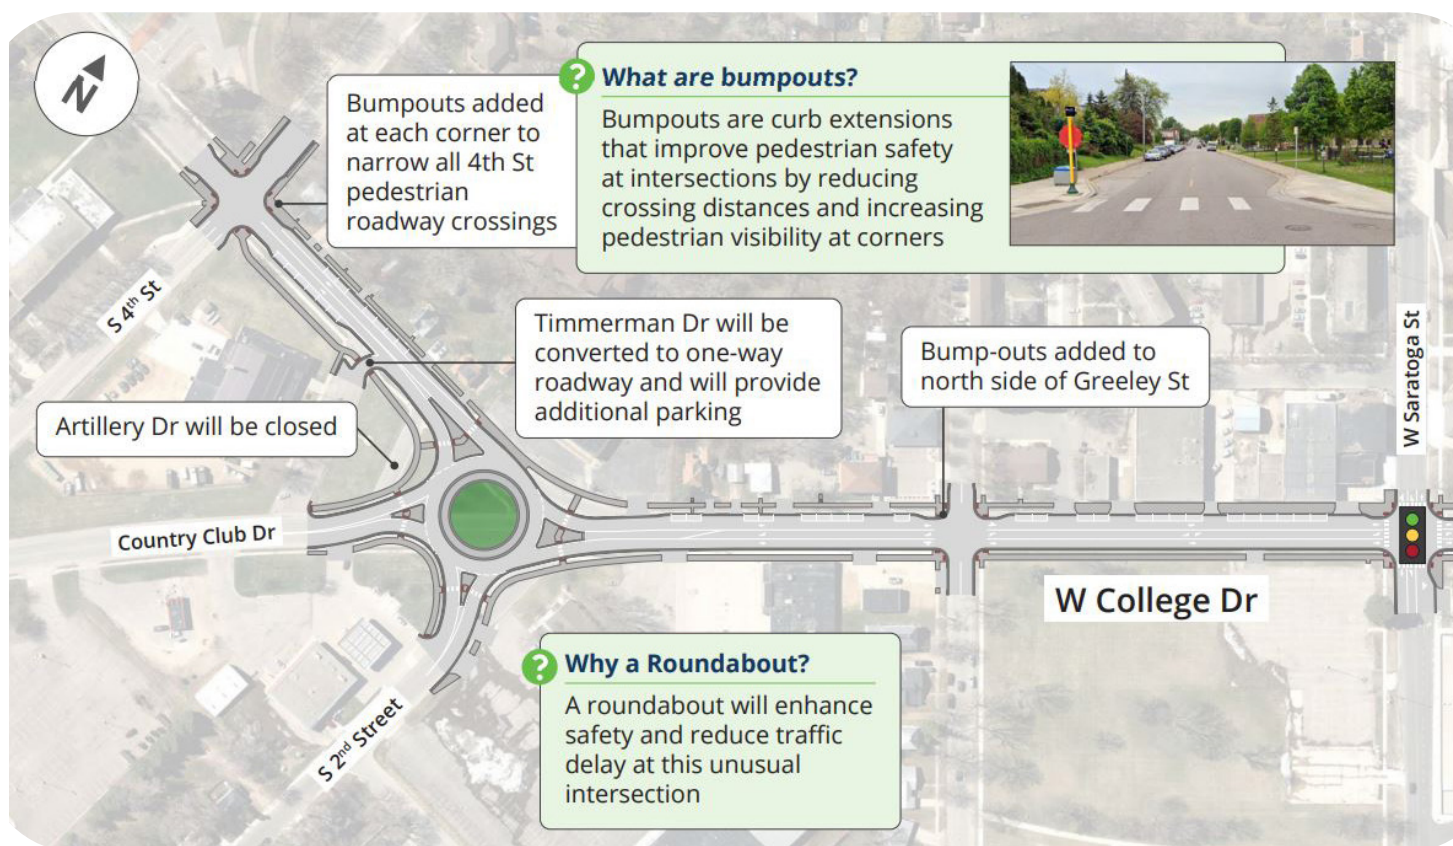 N
Bumpouts added
at each corner to
narrow all 4th St
pedestrian
roadway crossings
?
What are bumpouts?
Bumpouts are curb extensions
that improve pedestrian safety
at intersections by reducing
crossing distances and increasing
pedestrian visibility at corners
S 4th St
Timmerman Dr will be
converted to one-way
roadway and will provide
additional parking
Bump-outs added to
north side of Greeley St
W Saratoga St
Artillery Dr will be closed
Country Club Dr
W College Dr
S 2nd Street
?
Why a Roundabout?
A roundabout will enhance
safety and reduce traffic
delay at this unusual
intersection